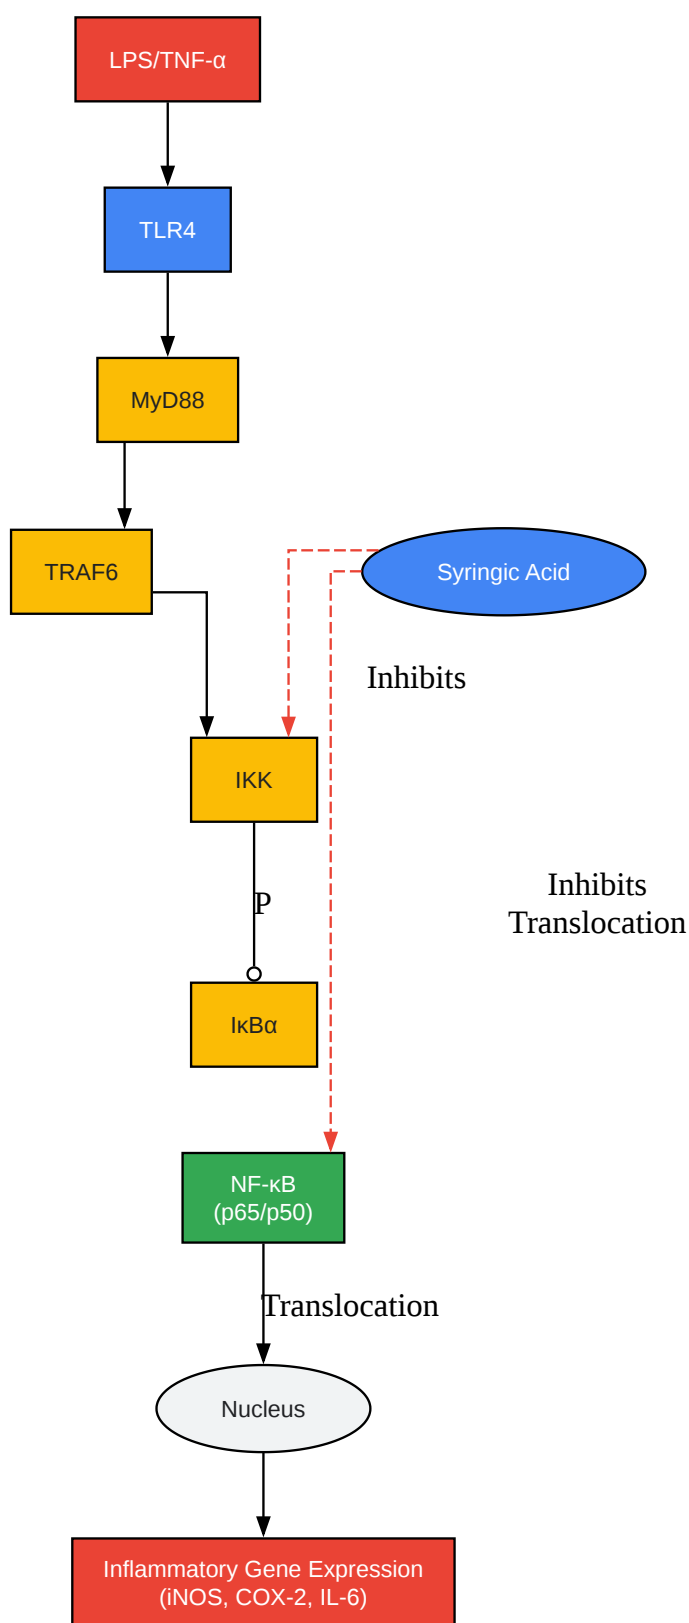 LPS/TNF-α
TLR4
MyD88
TRAF6
Syringic Acid
Inhibits
IKK
Inhibits
Translocation
P
IκBα
NF-κB
(p65/p50)
Translocation
Nucleus
Inflammatory Gene Expression
(iNOS, COX-2, IL-6)